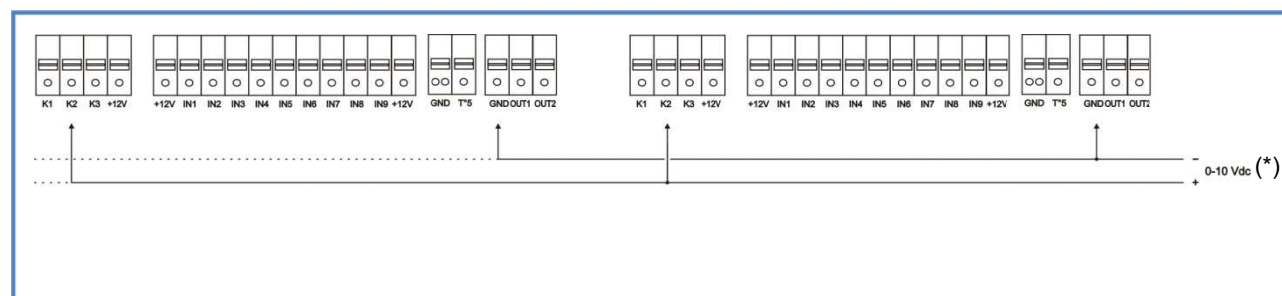 K1 K2 K3 +12V +12V IN1 IN2 IN3 IN4 IN5 IN6 IN7 IN8 IN9 +12V GND T*5 GND OUT1 OUT2 K1 K2 K3 +12V +12V IN1 IN2 IN3 IN4 IN5 IN6 IN7 IN8 IN9 +12V GND T*5 GND OUT1 OUT2
−
0-10 Vdc (*)
+